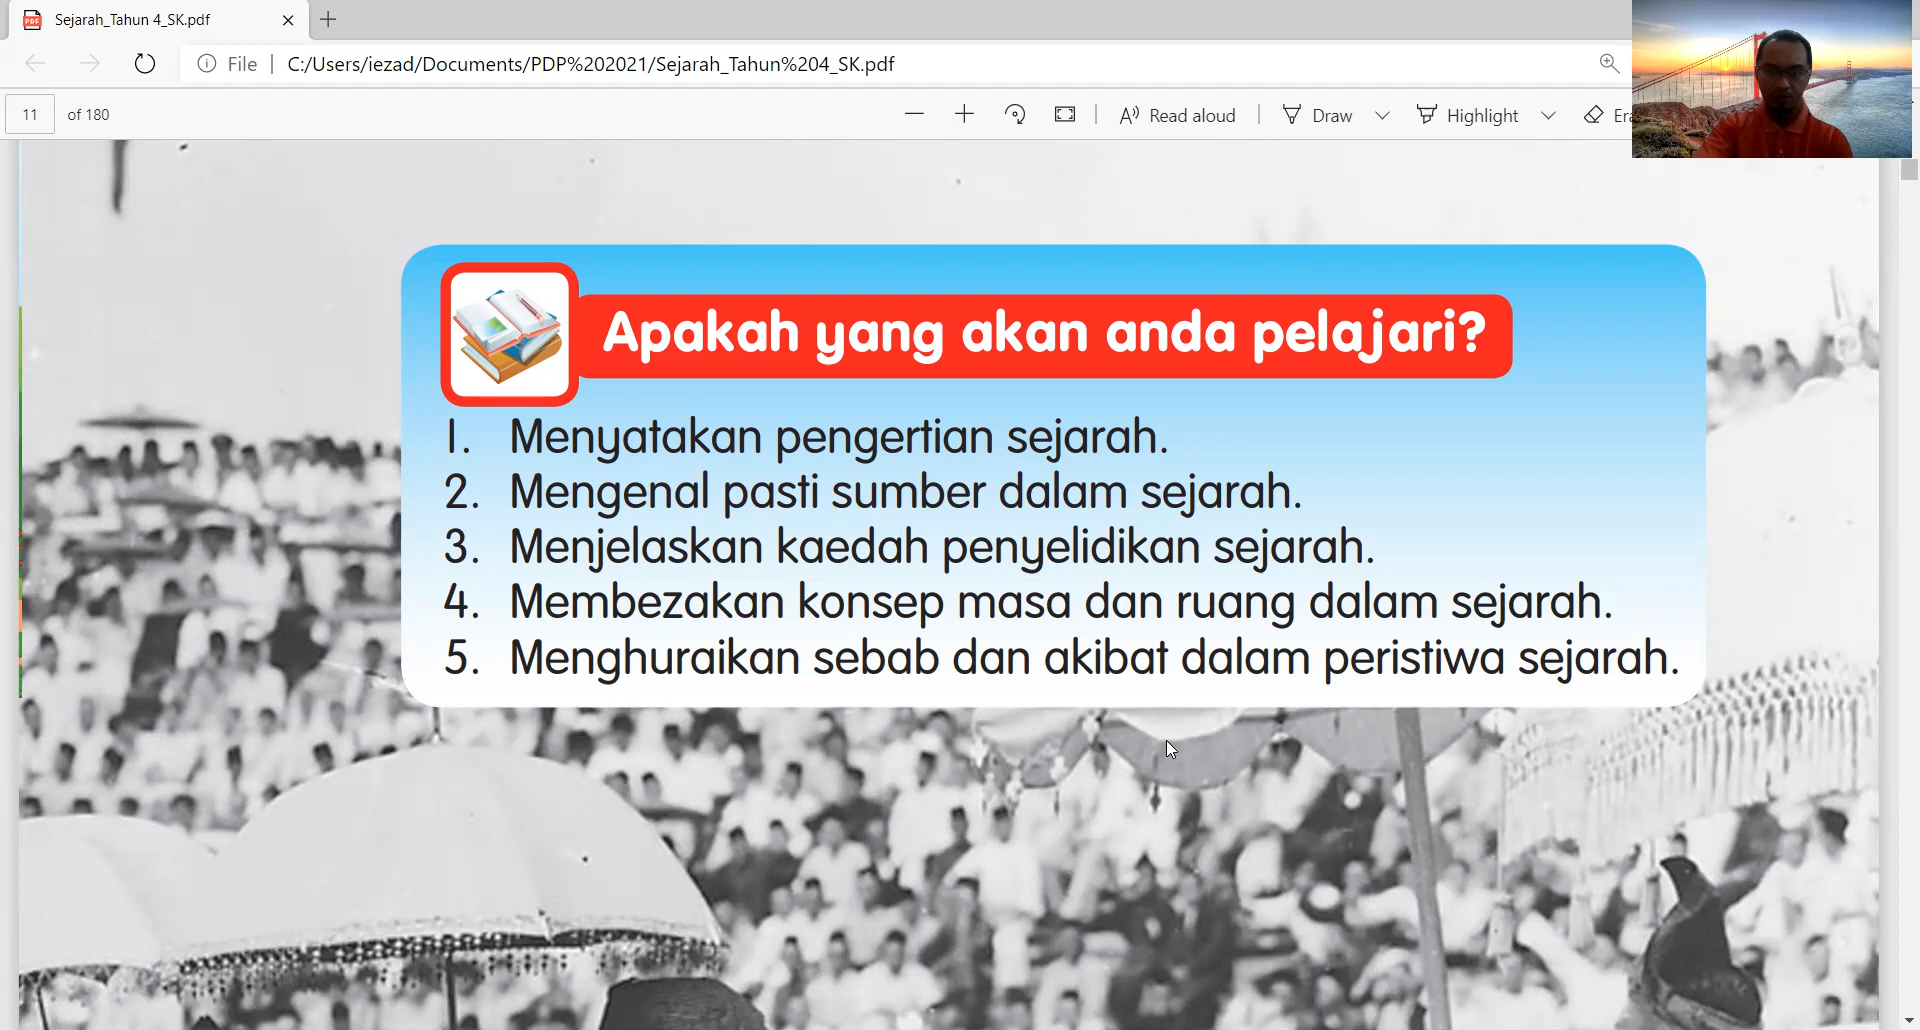 Sejarah_Tahun 4_SK.pdf
File | C:/Users/iezad/Documents/PDP%202021/Sejarah_Tahun%204_SK.pdf
11 of 180 Read aloud Draw Highlight
Apakah yang akan anda pelajari?
1. Menyatakan pengertian sejarah.
2. Mengenal pasti sumber dalam sejarah.
3. Menjelaskan kaedah penyelidikan sejarah.
4. Membezakan konsep masa dan ruang dalam sejarah.
5. Menghuraikan sebab dan akibat dalam peristiwa sejarah.